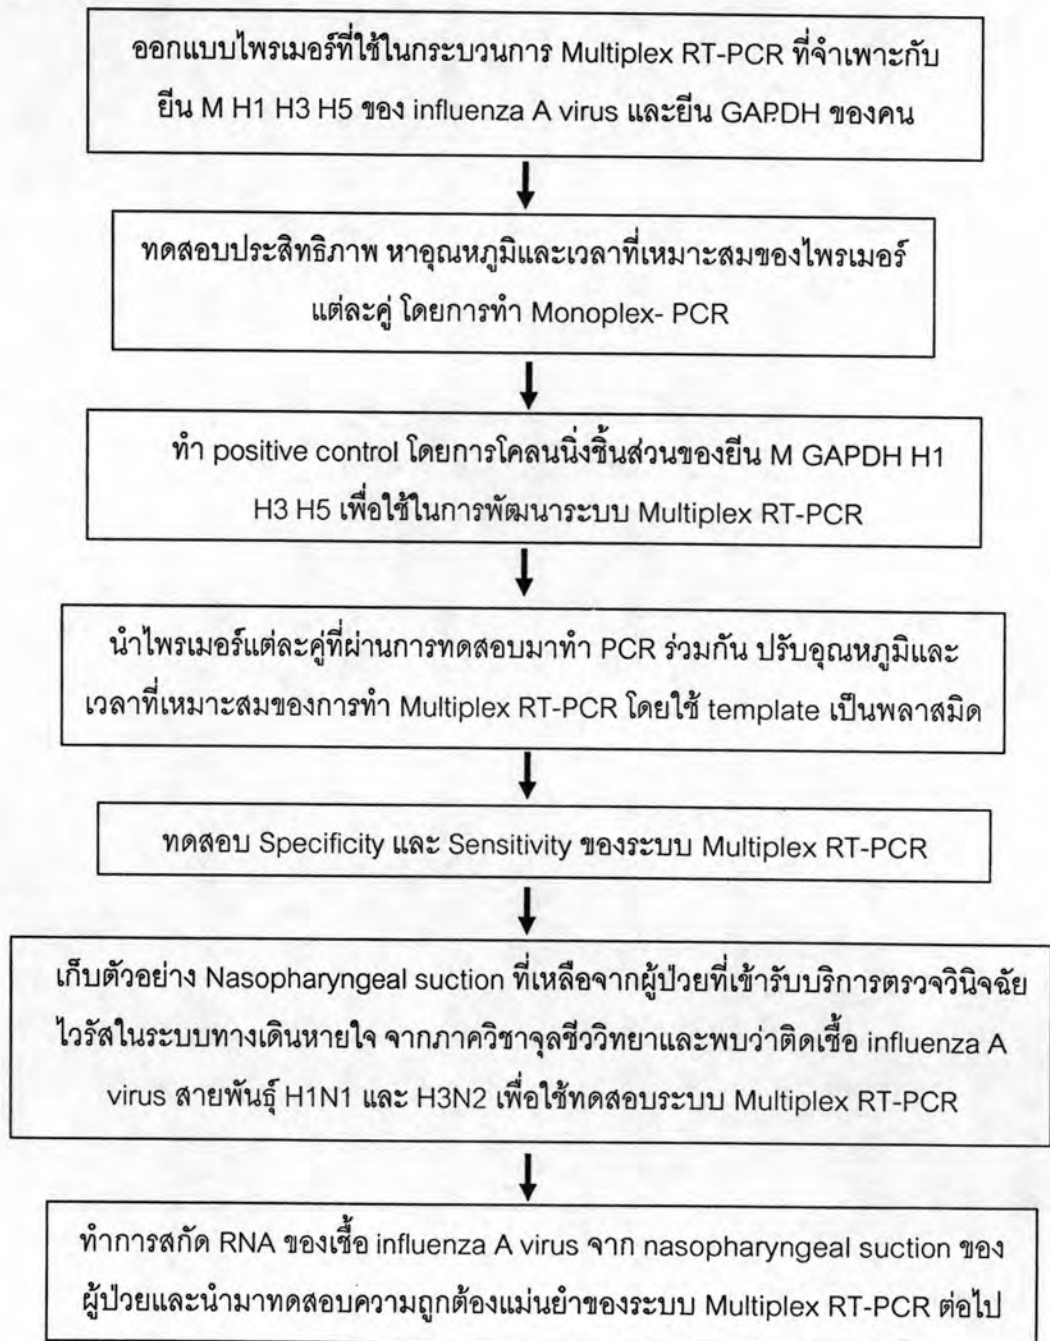 ออกแบบไพรเมอร์ที่ใช้ในกระบวนการ Multiplex RT-PCR ที่จำเพาะกับ
ยีน M H1 H3 H5 ของ influenza A virus และยีน GAPDH ของคน
ทดสอบประสิทธิภาพ หาอุณหภูมิและเวลาที่เหมาะสมของไพรเมอร์
แต่ละคู่ โดยการทำ Monoplex- PCR
ทำ positive control โดยการโคลนนิ่งชิ้นส่วนของยีน M GAPDH H1
H3 H5 เพื่อใช้ในการพัฒนาระบบ Multiplex RT-PCR
นำไพรเมอร์แต่ละคู่ที่ผ่านการทดสอบมาทำ PCR ร่วมกัน ปรับอุณหภูมิและ
เวลาที่เหมาะสมของการทำ Multiplex RT-PCR โดยใช้ template เป็นพลาสมิด
ทดสอบ Specificity และ Sensitivity ของระบบ Multiplex RT-PCR
เก็บตัวอย่าง Nasopharyngeal suction ที่เหลือจากผู้ป่วยที่เข้ารับบริการตรวจวินิจฉัย
ไวรัสในระบบทางเดินหายใจ จากภาควิชาจุลชีววิทยาและพบว่าติดเชื้อ influenza A
virus สายพันธุ์ H1N1 และ H3N2 เพื่อใช้ทดสอบระบบ Multiplex RT-PCR
ทำการสกัด RNA ของเชื้อ influenza A virus จาก nasopharyngeal suction ของ
ผู้ป่วยและนำมาทดสอบความถูกต้องแม่นยำของระบบ Multiplex RT-PCR ต่อไป